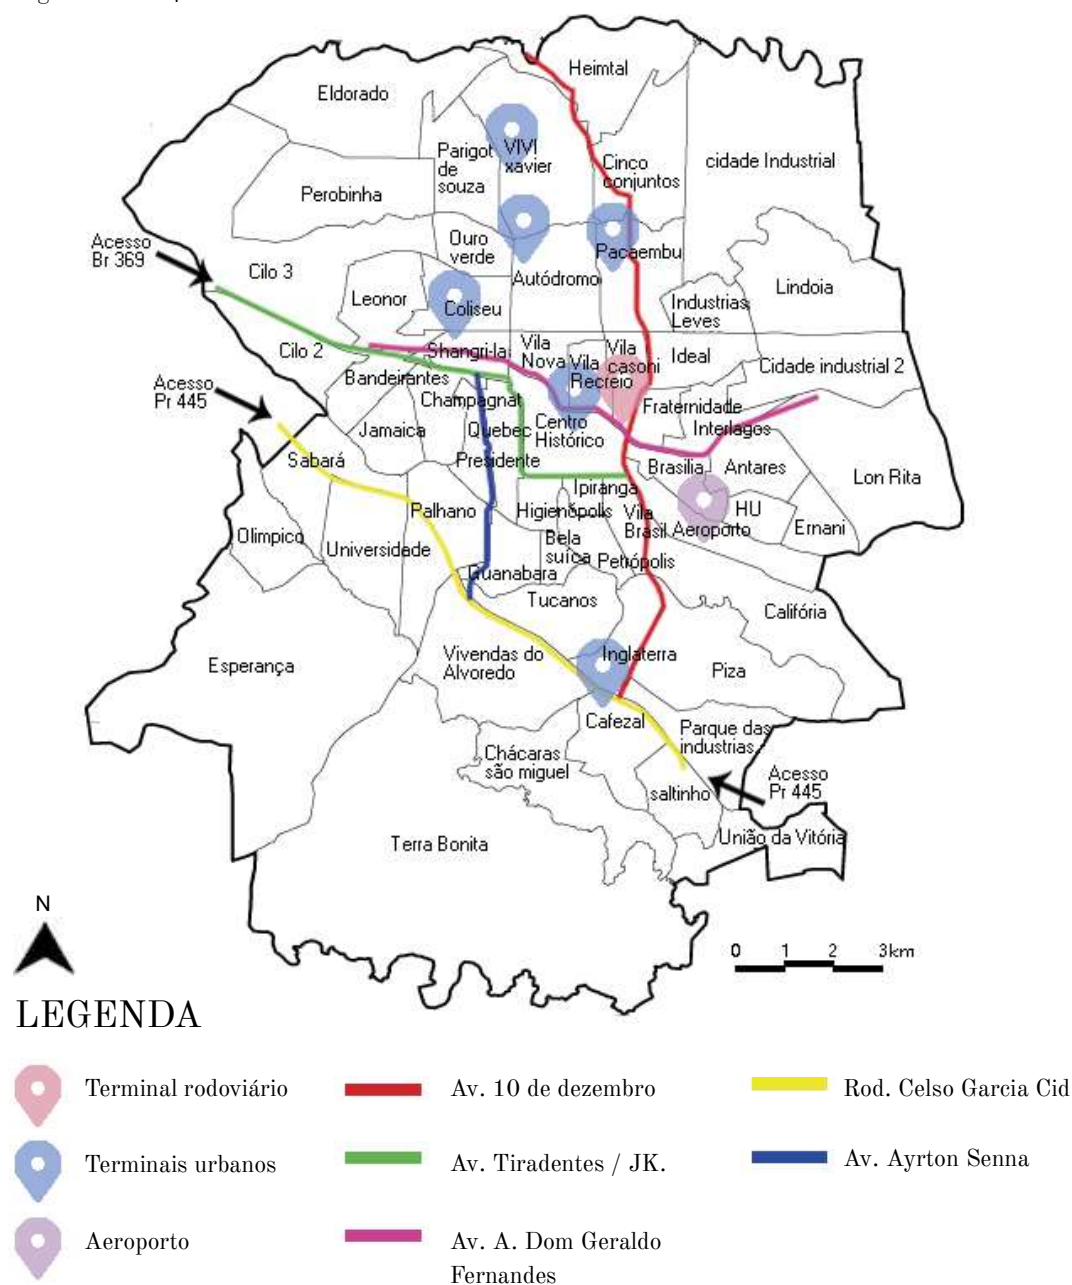 Heimtal
Eldorado
VIVI
xavier
Parigot
de
souza
Cinco
conjuntos
cidade Industrial
Perobinha
Acesso
Br 369
Ouro
verde
Pacaembu
Cilo 3
Autódromo
Lindoia
Leonor
Coliseu
Industrias
Leves
Cilo 2
Shangri-la
Vila
Nova
Vila
Recreio
Vila
casoni
Ideal
Cidade industrial 2
Acesso
Pr 445
Bandeirantes
Champagnat
Fraternidade
Jamaica
Quebec
Centro
Histórico
Interlagos
Sabará
Presidente
Brasilia
Antares
Lon Rita
Ipiranga
Palhano
Higienópolis
Vila
Brasil
Aeroporto
HU
Ernani
Olimpico
Universidade
Bela
suíça
Petrópolis
Guanabara
Tucanos
Califória
Esperança
Vivendas do
Alvoredo
Inglaterra
Piza
Cafezal
Parque das
industrias
Chácaras
são miguel
saltinho
Acesso
Pr 445
Terra Bonita
União da Vitória
N
0 1 2 3km
LEGENDA
Terminal rodoviário
Av. 10 de dezembro
Rod. Celso Garcia Cid
Terminais urbanos
Av. Tiradentes / JK.
Av. Ayrton Senna
Aeroporto
Av. A. Dom Geraldo
Fernandes